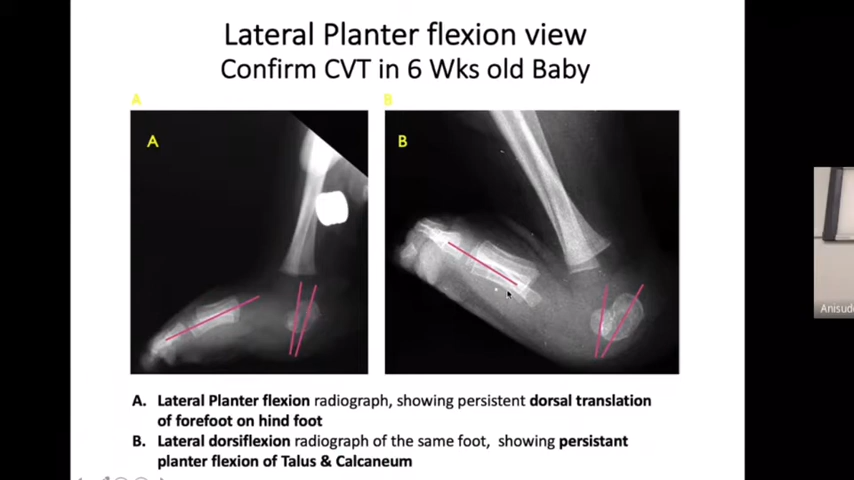 Lateral Planter flexion view
Confirm CVT in 6 Wks old Baby
A
B
A
B
A. Lateral Planter flexion radiograph, showing persistent dorsal translation
of forefoot on hind foot
B. Lateral dorsiflexion radiograph of the same foot, showing persistant
planter flexion of Talus & Calcaneum